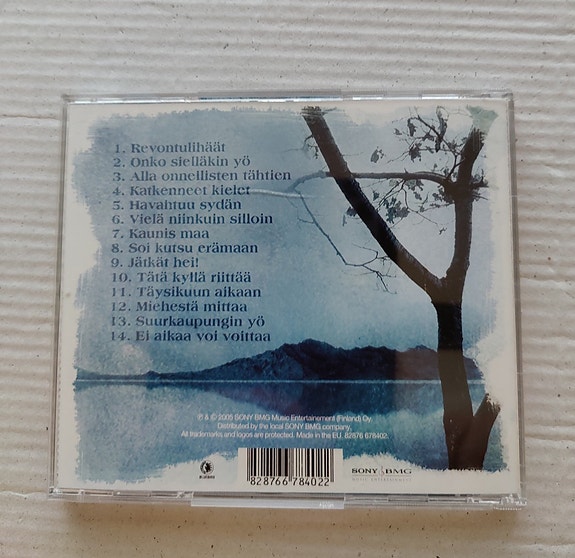 1. Revontulihäät
2. Onko sielläkin yö
3. Alla onnellisten tähtien
4. Katkenneet kielet
5. Havahtuu sydän
6. Vielä niinkuin silloin
7. Kaunis maa
8. Soi kutsu erämaan
9. Jätkät hei!
10. Tätä kyllä riittää
11. Täysikuun aikaan
12. Miehestä mittaa
13. Suurkaupungin yö
14. Ei aikaa voi voittaa
℗ & © 2005 SONY BMG Music Entertainement (Finland) Oy.
Distributed by the local SONY BMG company.
All trademarks and logos are protected. Made in the EU. 82876 678402.
828766 784022
SONY BMG
MUSIC ENTERTAINMENT